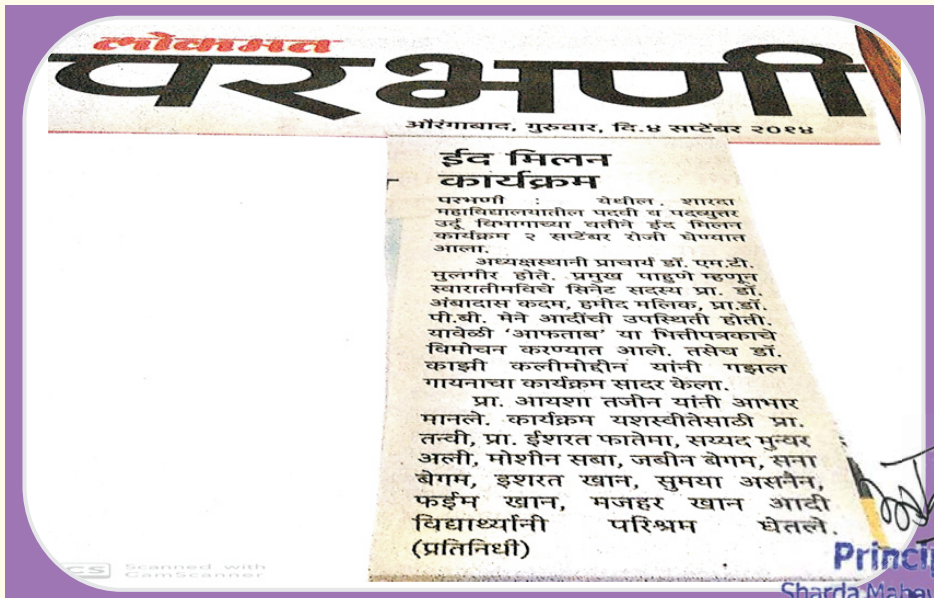 लोकमत
परभणी
औरंगाबाद, गुरुवार, दि.४ सप्टेंबर २०१४
ईद मिलन
कार्यक्रम
परभणी : येथील शारदा
महाविद्यालयातील पदवी व पदव्युत्तर
उर्दू विभागाच्या वतीने ईद मिलन
कार्यक्रम २ सप्टेंबर रोजी घेण्यात
आला.
अध्यक्षस्थानी प्राचार्य डॉ. एम.टी.
मुलगीर होते. प्रमुख पाहुणे म्हणून
स्वारातीमविचे सिनेट सदस्य प्रा. डॉ.
अंबादास कदम, हमीद मलिक, प्रा.डॉ.
पी.बी. मेने आदींची उपस्थिती होती.
यावेळी ‘आफताब’ या भित्तीपत्रकाचे
विमोचन करण्यात आले. तसेच डॉ.
काझी कलीमोद्दीन यांनी गझल
गायनाचा कार्यक्रम सादर केला.
प्रा. आयशा तजीन यांनी आभार
मानले. कार्यक्रम यशस्वीतेसाठी प्रा.
तन्वी, प्रा. ईशरत फातेमा, सय्यद मुन्वर
अली, मोशीन सबा, जबीन बेगम, सना
बेगम, इशरत खान, सुमया असनैन,
फईम खान, मजहर खान आदी
विद्यार्थ्यांनी परिश्रम घेतले.
(प्रतिनिधी)
CS Scanned with
CamScanner
Princip
Sharda Mahav